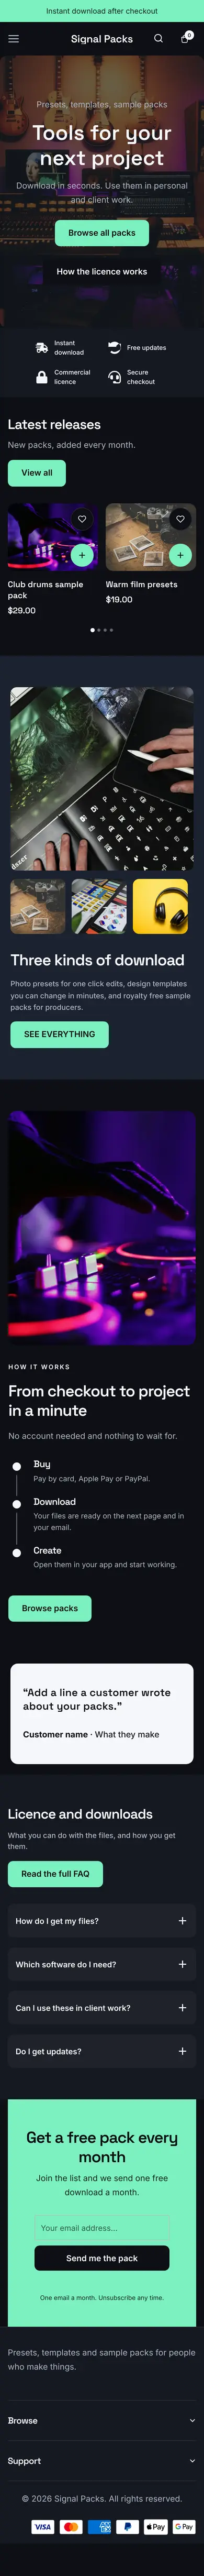 Instant download after checkout
Signal Packs
0
Presets, templates, sample packs
Tools for your
next project
Download in seconds. Use them in personal
and client work.
Browse all packs
How the licence works
Instant
download
Free updates
Commercial
licence
Secure
checkout
Latest releases
New packs, added every month.
View all
Club drums sample
pack
$29.00
Warm film presets
$19.00
Three kinds of download
Photo presets for one click edits, design templates
you can change in minutes, and royalty free sample
packs for producers.
SEE EVERYTHING
HOW IT WORKS
From checkout to project
in a minute
No account needed and nothing to wait for.
Buy
Pay by card, Apple Pay or PayPal.
Download
Your files are ready on the next page and in
your email.
Create
Open them in your app and start working.
Browse packs
“Add a line a customer wrote
about your packs.”
Customer name · What they make
Licence and downloads
What you can do with the files, and how you get
them.
Read the full FAQ
How do I get my files?
Which software do I need?
Can I use these in client work?
Do I get updates?
Get a free pack every
month
Join the list and we send one free
download a month.
Your email address...
Send me the pack
One email a month. Unsubscribe any time.
Presets, templates and sample packs for people
who make things.
Browse
Support
© 2026 Signal Packs. All rights reserved.
VISA
Pay
G Pay